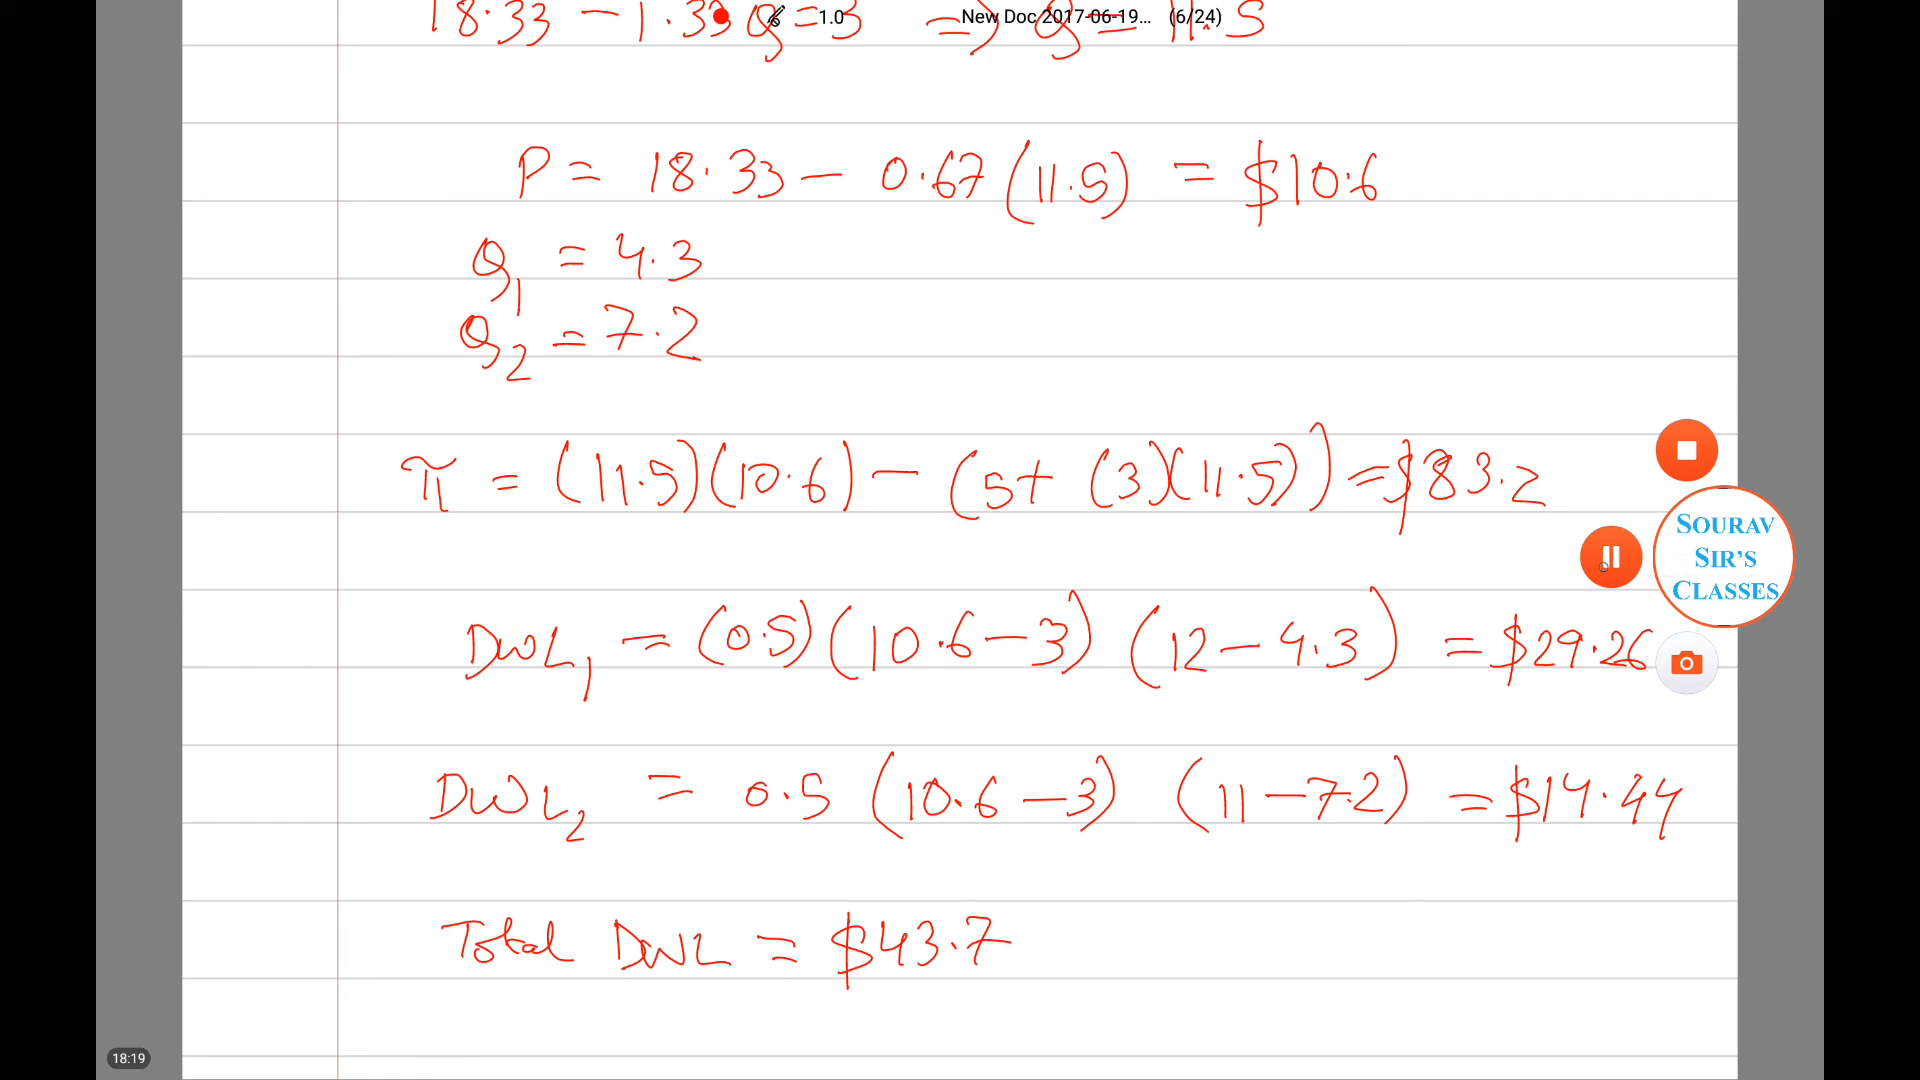 18.33 - 1.33 Q = 3 => Q = 11.5
1.0
New Doc 2017-06-19... (6/24)
P = 18.33 - 0.67 (11.5) = $10.6
Q1 = 4.3
Q2 = 7.2
π = (11.5)(10.6) - (5+ (3)(11.5)) = $83.2
SOURAV
SIR'S
CLASSES
DWL1 = (0.5) (10.6-3) (12-4.3) = $29.26
DWL2 = 0.5 (10.6-3) (11-7.2) = $14.44
Total DWL = $43.7
18:19